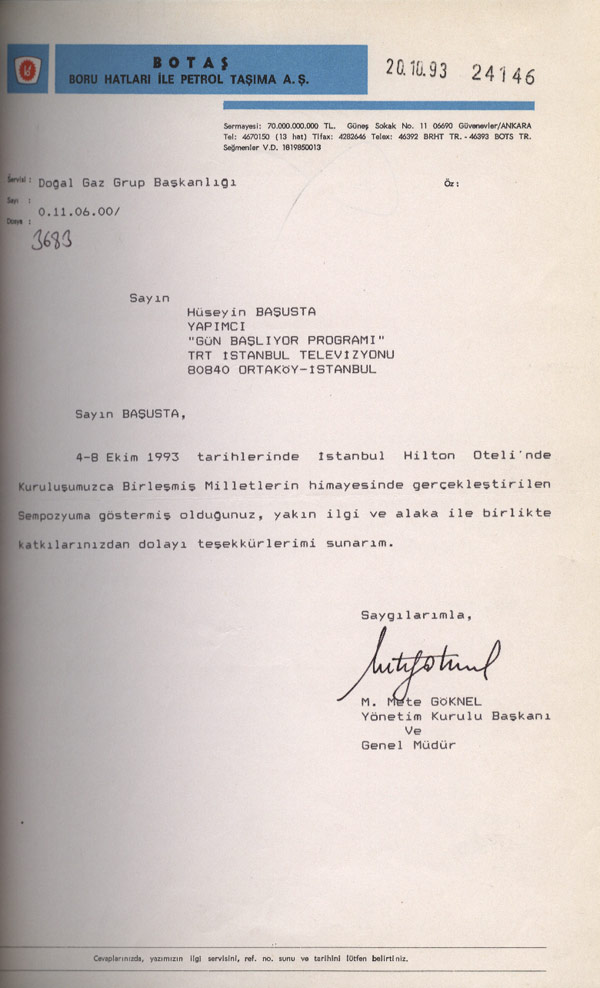 BOTAŞ
BORU HATLARI İLE PETROL TAŞIMA A. Ş.
20.10.93 24146
Sermayesi: 70.000.000.000 TL. Güneş Sokak No. 11 06690 Güvenevler/ANKARA
Tel: 4670150 (13 hat) Tlfax: 4282646 Telex: 46392 BRHT TR. - 46393 BOTS TR.
Seğmenler V.D. 1819850013
Servisi : Doğal Gaz Grup Başkanlığı Öz :
Sayı :
0.11.06.00/
Dosya :
3683
Sayın
Hüseyin BAŞUSTA
YAPIMCI
"GÜN BAŞLIYOR PROGRAMI"
TRT ISTANBUL TELEVİZYONU
80840 ORTAKÖY-ISTANBUL
Sayın BAŞUSTA,
4-8 Ekim 1993 tarihlerinde Istanbul Hilton Oteli'nde
Kuruluşumuzca Birleşmiş Milletlerin himayesinde gerçekleştirilen
Sempozyuma göstermiş olduğunuz, yakın ilgi ve alaka ile birlikte
katkılarınızdan dolayı teşekkürlerimi sunarım.
Saygılarımla,
M. Mete GÖKNEL
Yönetim Kurulu Başkanı
Ve
Genel Müdür
Cevaplarınızda, yazımızın ilgi servisini, ref. no. sunu ve tarihini lütfen belirtiniz.